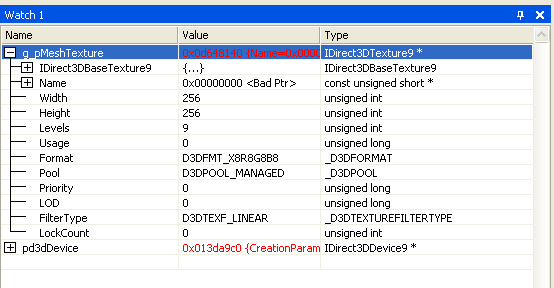 Watch 1
Name Value Type
g_pMeshTexture 0x0d648140 {Name=0x0000 IDirect3DTexture9 *
IDirect3DBaseTexture9 {...} IDirect3DBaseTexture9
Name 0x00000000 <Bad Ptr> const unsigned short *
Width 256 unsigned int
Height 256 unsigned int
Levels 9 unsigned int
Usage 0 unsigned long
Format D3DFMT_X8R8G8B8 _D3DFORMAT
Pool D3DPOOL_MANAGED _D3DPOOL
Priority 0 unsigned long
LOD 0 unsigned long
FilterType D3DTEXF_LINEAR _D3DTEXTUREFILTERTYPE
LockCount 0 unsigned int
pd3dDevice 0x013da9c0 {CreationParam IDirect3DDevice9 *